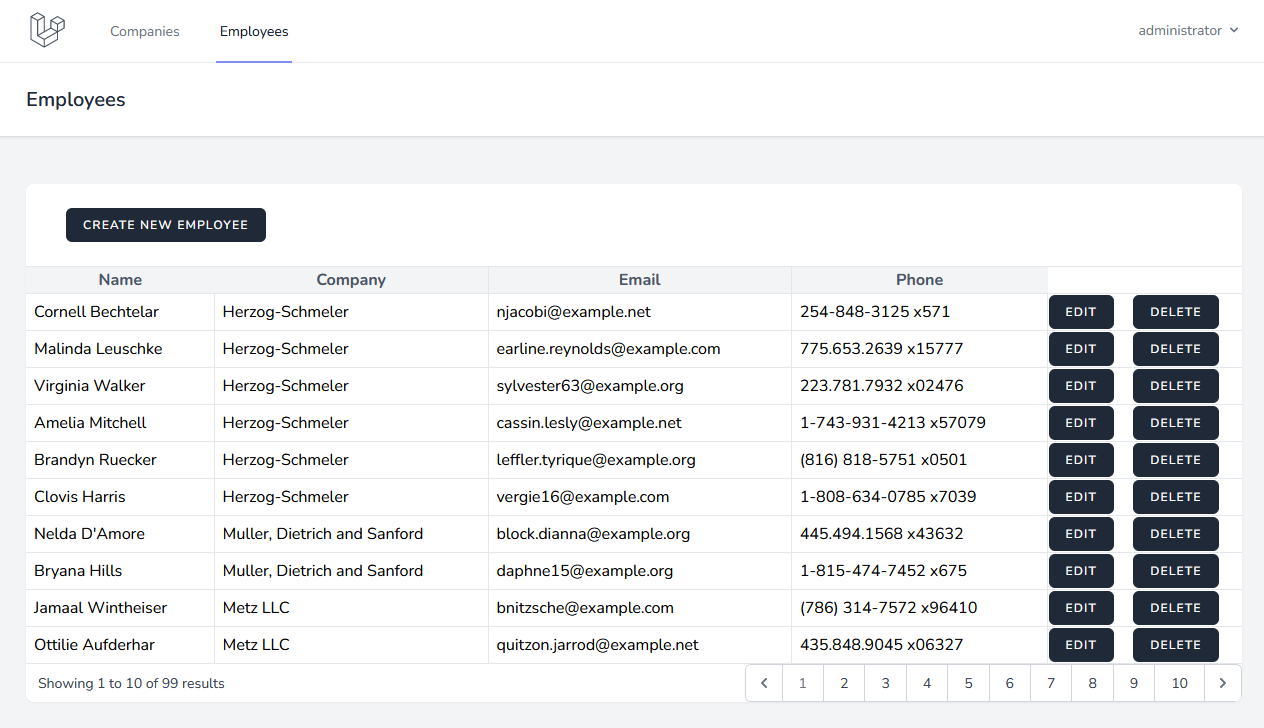 Companies Employees administrator
Employees
CREATE NEW EMPLOYEE
Name Company Email Phone
Cornell Bechtelar Herzog-Schmeler njacobi@example.net 254-848-3125 x571 EDIT DELETE
Malinda Leuschke Herzog-Schmeler earline.reynolds@example.com 775.653.2639 x15777 EDIT DELETE
Virginia Walker Herzog-Schmeler sylvester63@example.org 223.781.7932 x02476 EDIT DELETE
Amelia Mitchell Herzog-Schmeler cassin.lesly@example.net 1-743-931-4213 x57079 EDIT DELETE
Brandyn Ruecker Herzog-Schmeler leffler.tyrique@example.org (816) 818-5751 x0501 EDIT DELETE
Clovis Harris Herzog-Schmeler vergie16@example.com 1-808-634-0785 x7039 EDIT DELETE
Nelda D'Amore Muller, Dietrich and Sanford block.dianna@example.org 445.494.1568 x43632 EDIT DELETE
Bryana Hills Muller, Dietrich and Sanford daphne15@example.org 1-815-474-7452 x675 EDIT DELETE
Jamaal Wintheiser Metz LLC bnitzsche@example.com (786) 314-7572 x96410 EDIT DELETE
Ottilie Aufderhar Metz LLC quitzon.jarrod@example.net 435.848.9045 x06327 EDIT DELETE
Showing 1 to 10 of 99 results 1 2 3 4 5 6 7 8 9 10